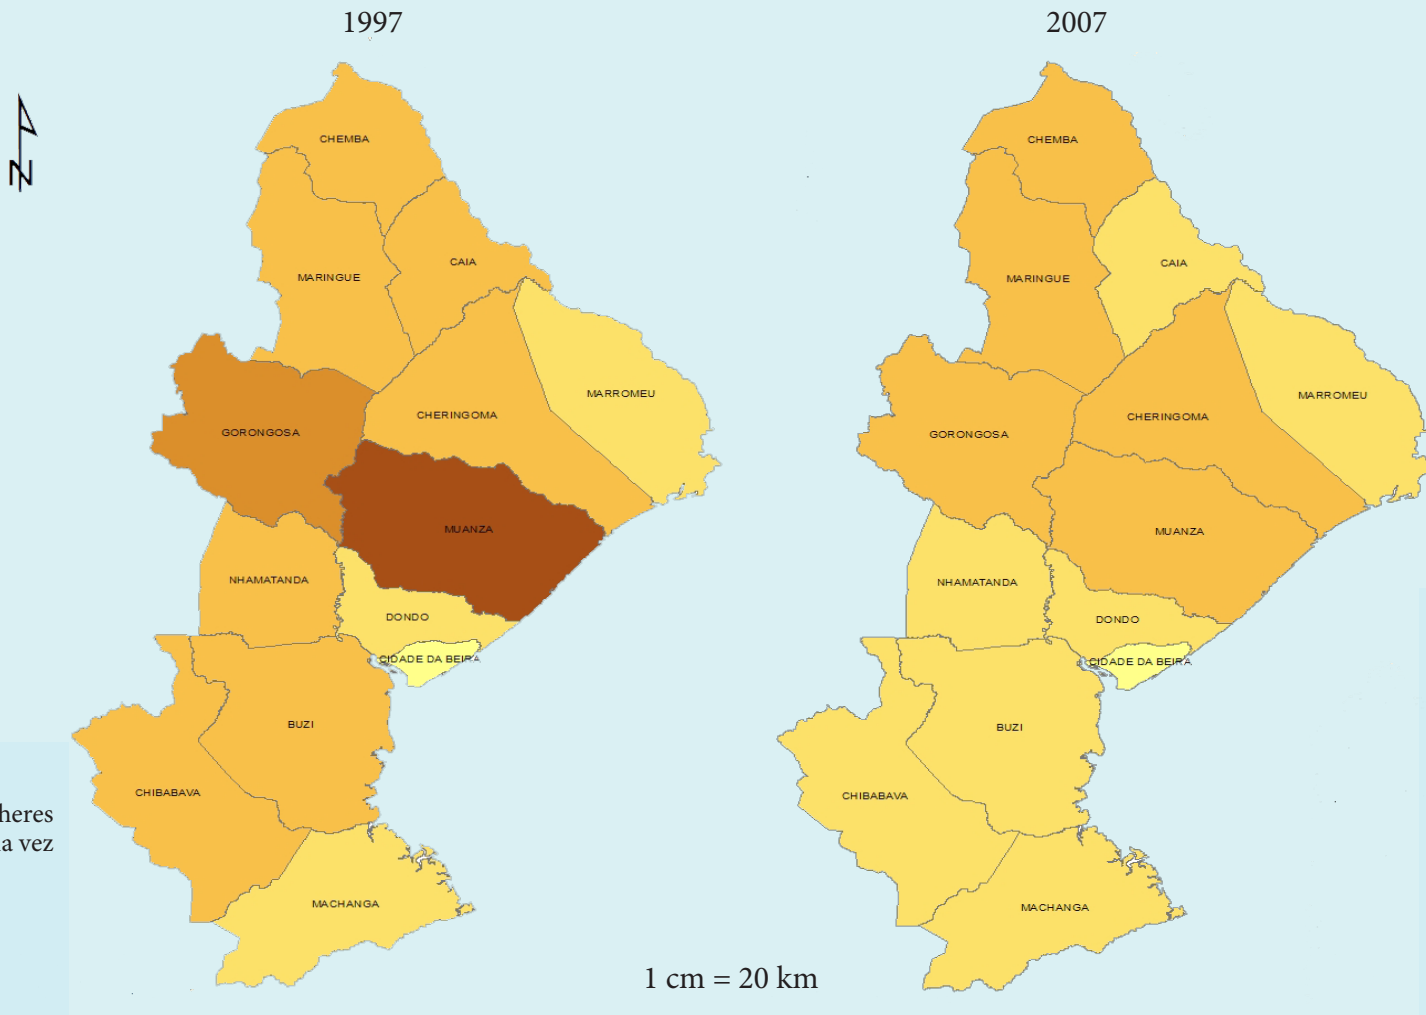 1997
2007
N
CHEMBA
CHEMBA
CAIA
CAIA
MARINGUE
MARINGUE
MARROMEU
MARROMEU
CHERINGOMA
CHERINGOMA
GORONGOSA
GORONGOSA
MUANZA
MUANZA
NHAMATANDA
NHAMATANDA
DONDO
DONDO
CIDADE DA BEIRA
CIDADE DA BEIRA
BUZI
BUZI
CHIBABAVA
CHIBABAVA
heres
a vez
MACHANGA
MACHANGA
1 cm = 20 km